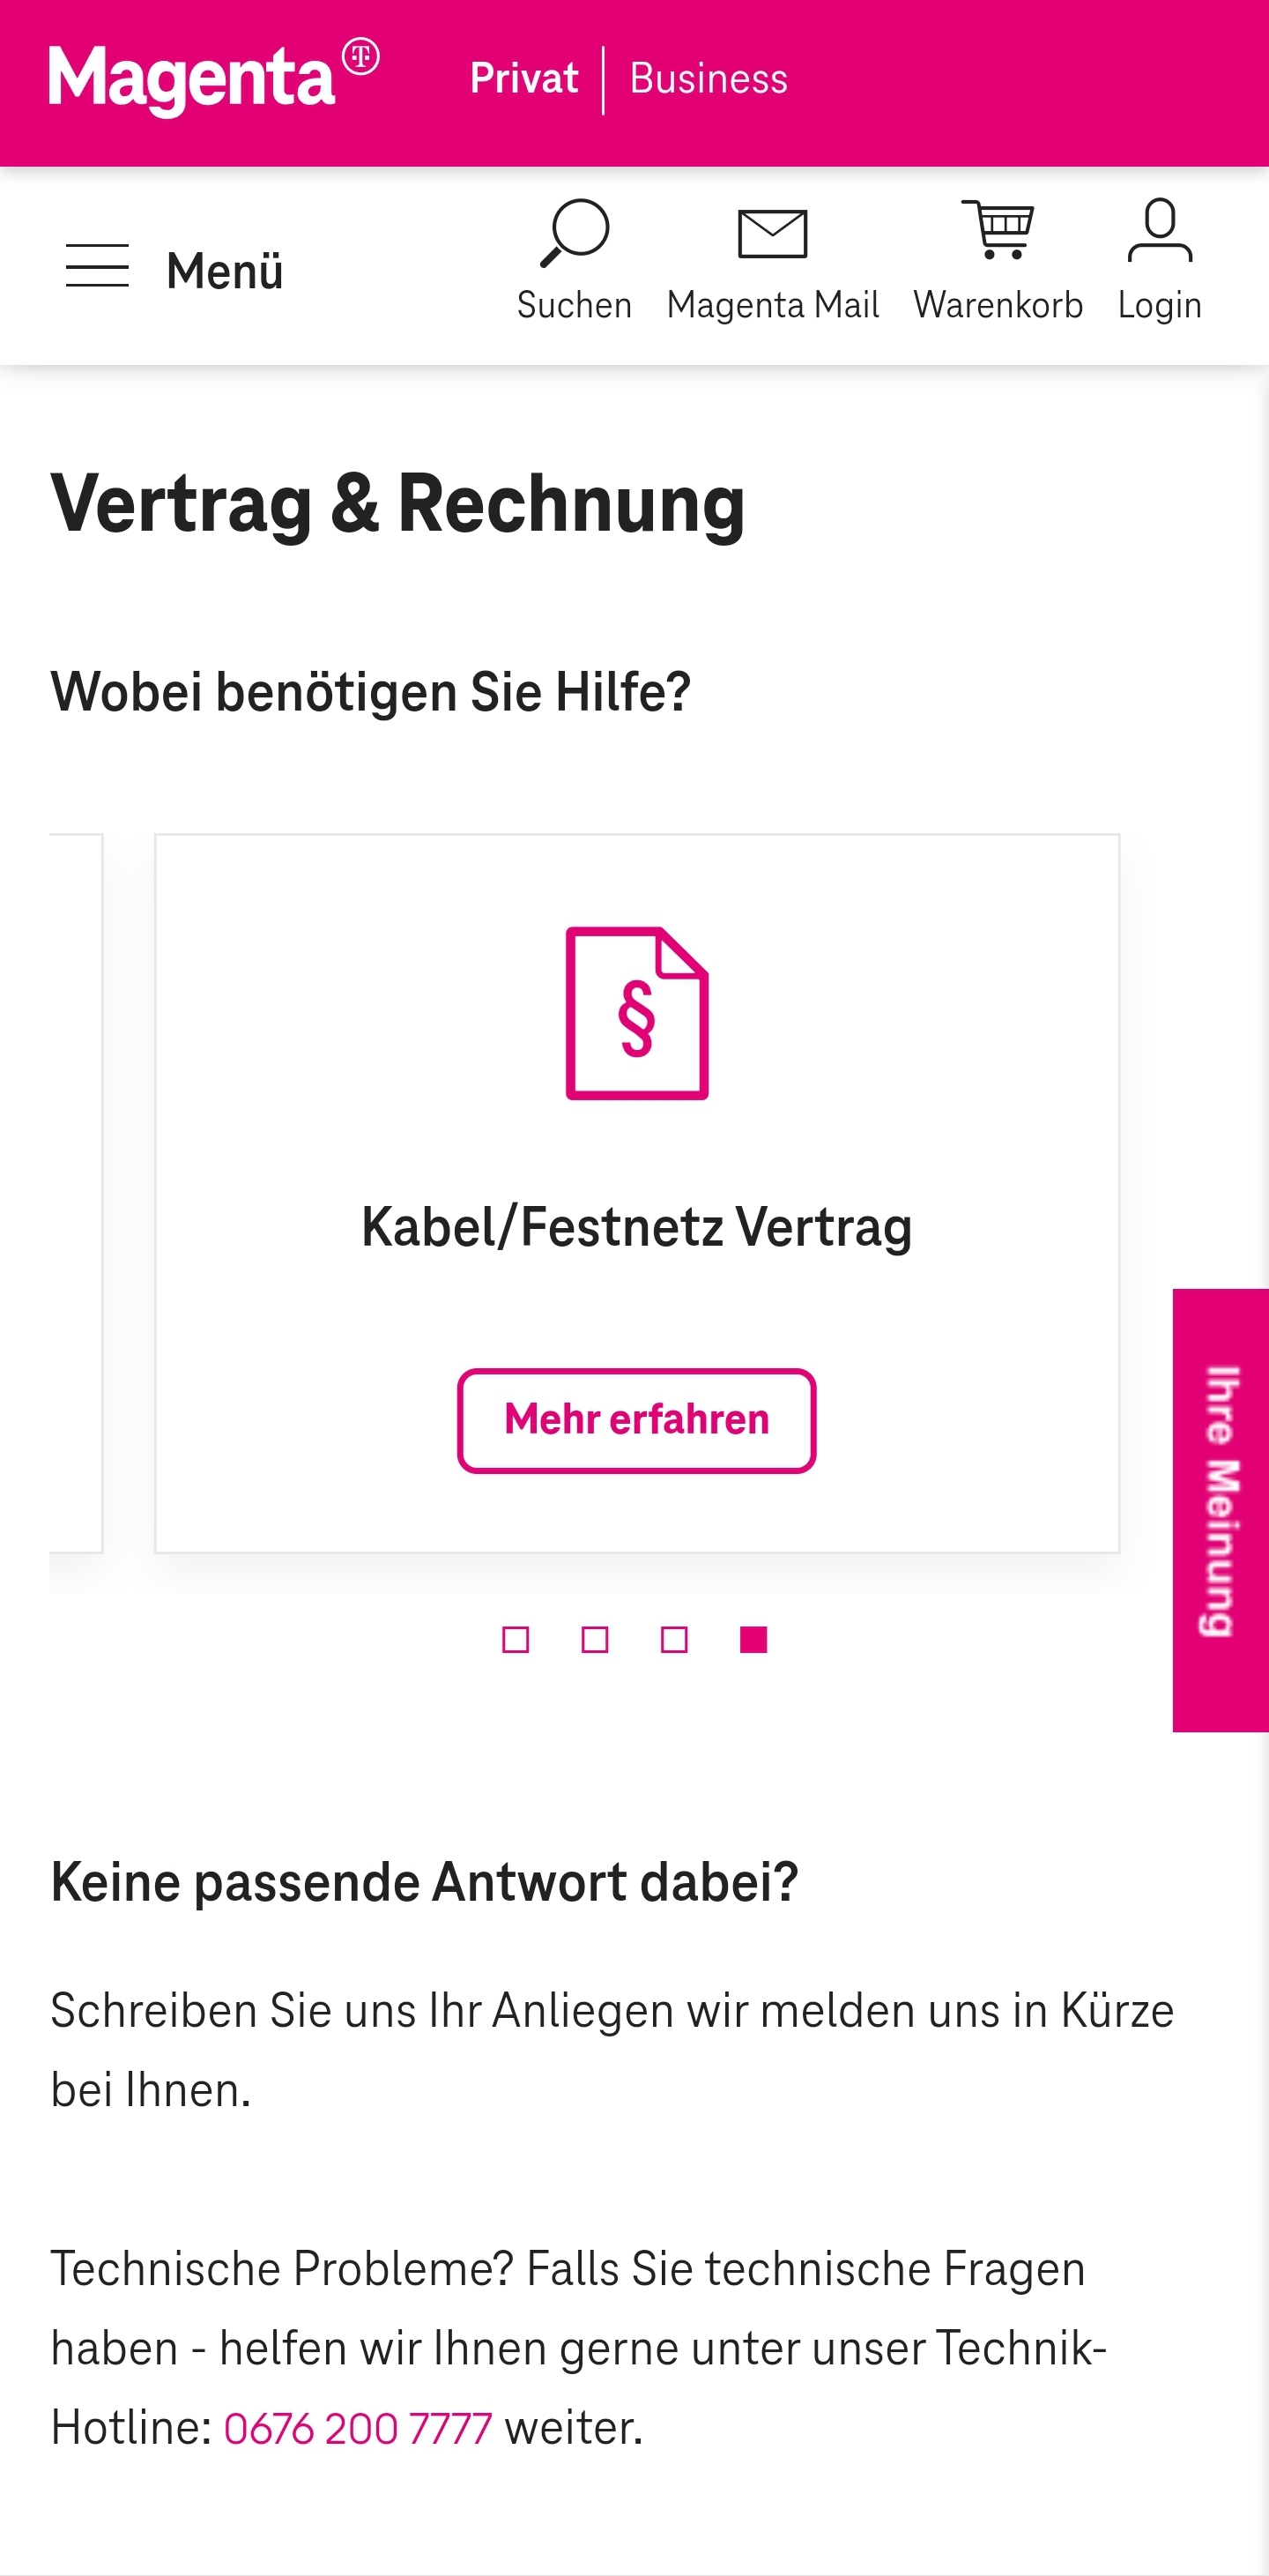 Magenta T
Privat | Business
Menü
Suchen Magenta Mail Warenkorb Login
Vertrag & Rechnung
Wobei benötigen Sie Hilfe?
§
Kabel/Festnetz Vertrag
Mehr erfahren
Ihre Meinung
Keine passende Antwort dabei?
Schreiben Sie uns Ihr Anliegen wir melden uns in Kürze
bei Ihnen.
Technische Probleme? Falls Sie technische Fragen
haben - helfen wir Ihnen gerne unter unser Technik-
Hotline: 0676 200 7777 weiter.